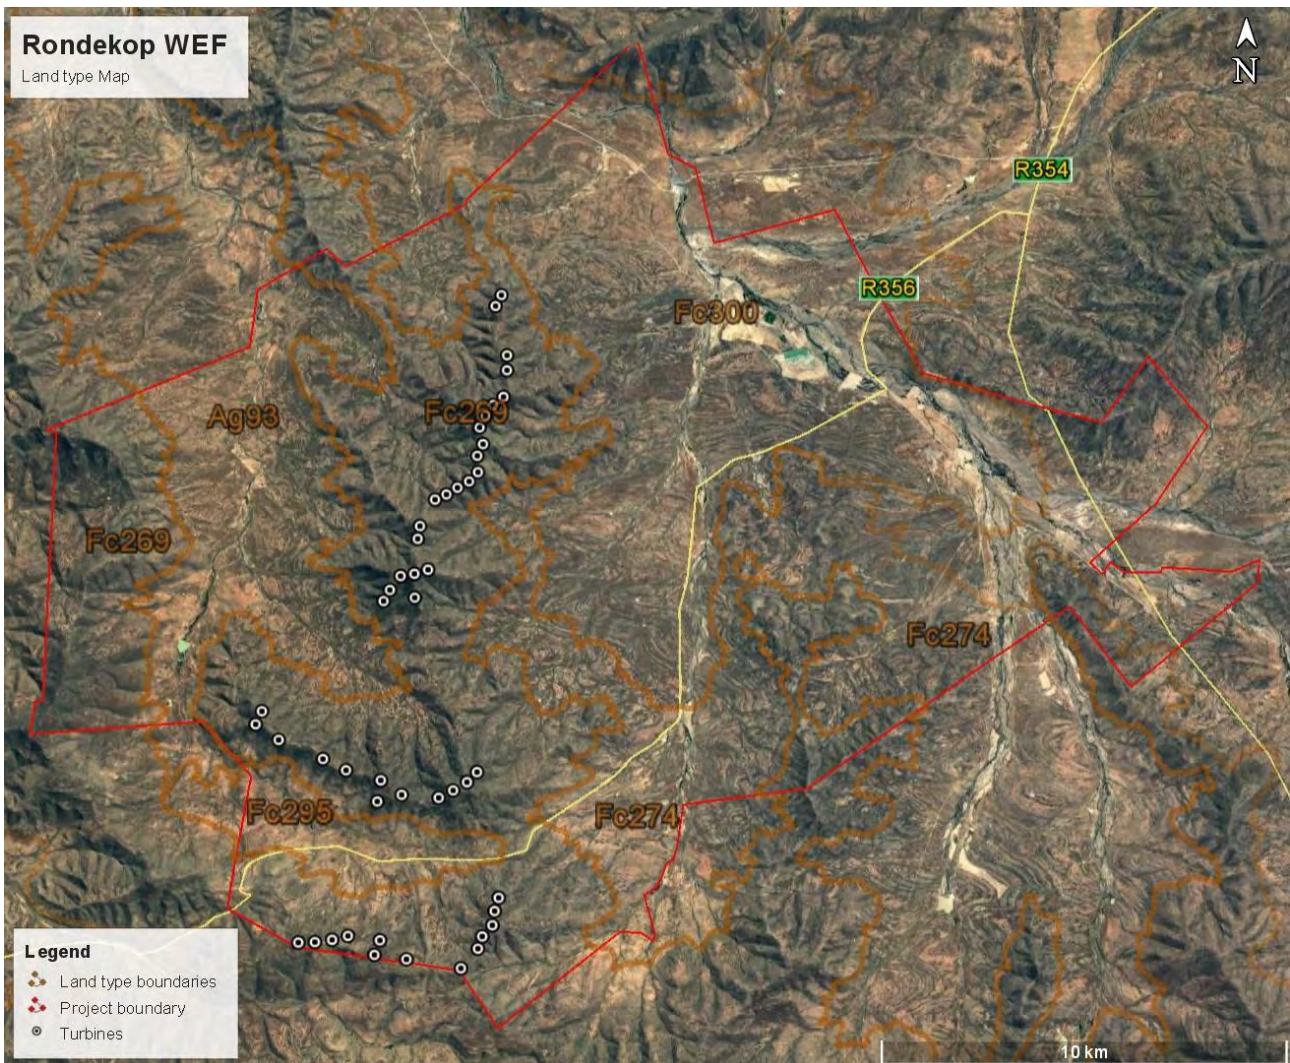 Rondekop WEF
Land type Map
N
R354
R356
Fc300
Ag93
Fc269
Fc269
Fc274
Fc295
Fc274
Legend
Land type boundaries
Project boundary
Turbines
10 km